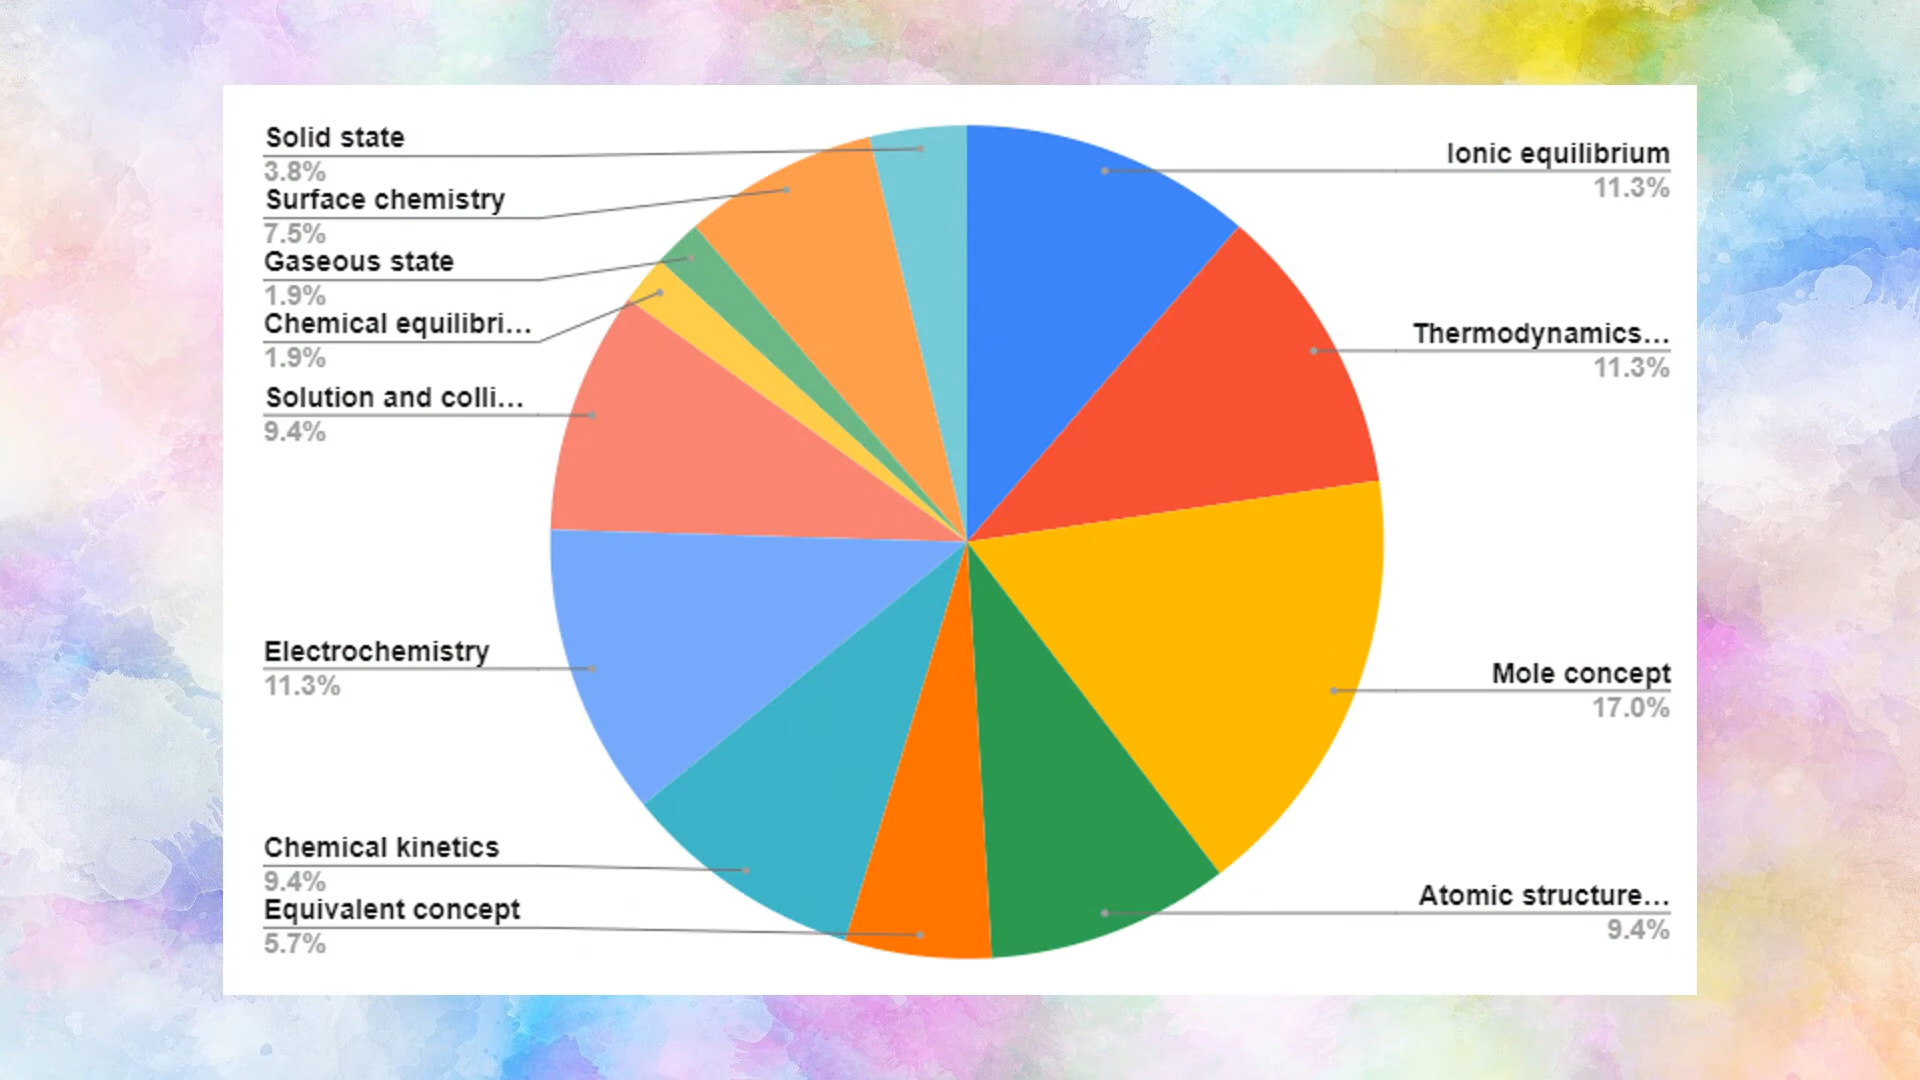 Solid state
3.8%
Surface chemistry
7.5%
Gaseous state
1.9%
Chemical equilibri...
1.9%
Solution and colli...
9.4%
Electrochemistry
11.3%
Chemical kinetics
9.4%
Equivalent concept
5.7%
Ionic equilibrium
11.3%
Thermodynamics...
11.3%
Mole concept
17.0%
Atomic structure...
9.4%